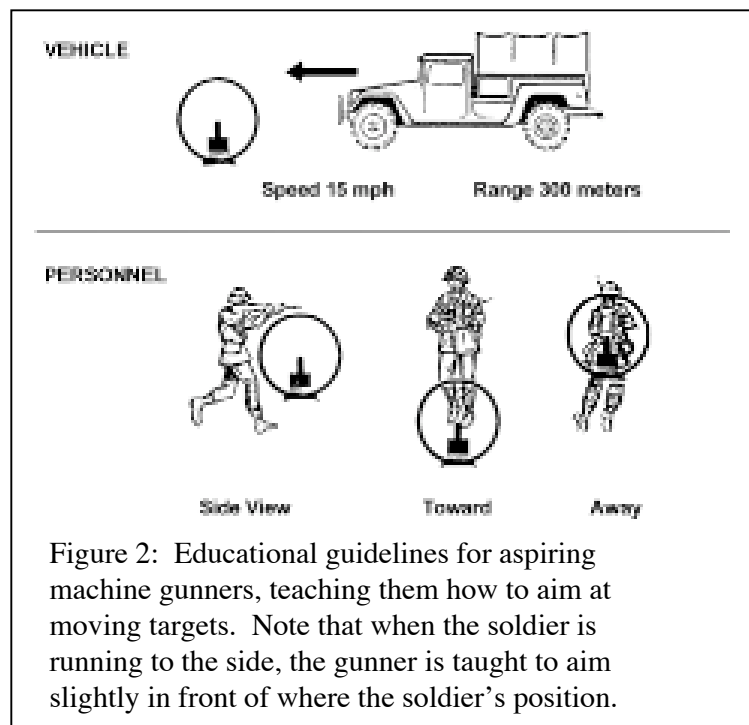 VEHICLE
Speed 15 mph Range 300 meters
PERSONNEL
Side View Toward Away
Figure 2: Educational guidelines for aspiring
machine gunners, teaching them how to aim at
moving targets. Note that when the soldier is
running to the side, the gunner is taught to aim
slightly in front of where the soldier's position.